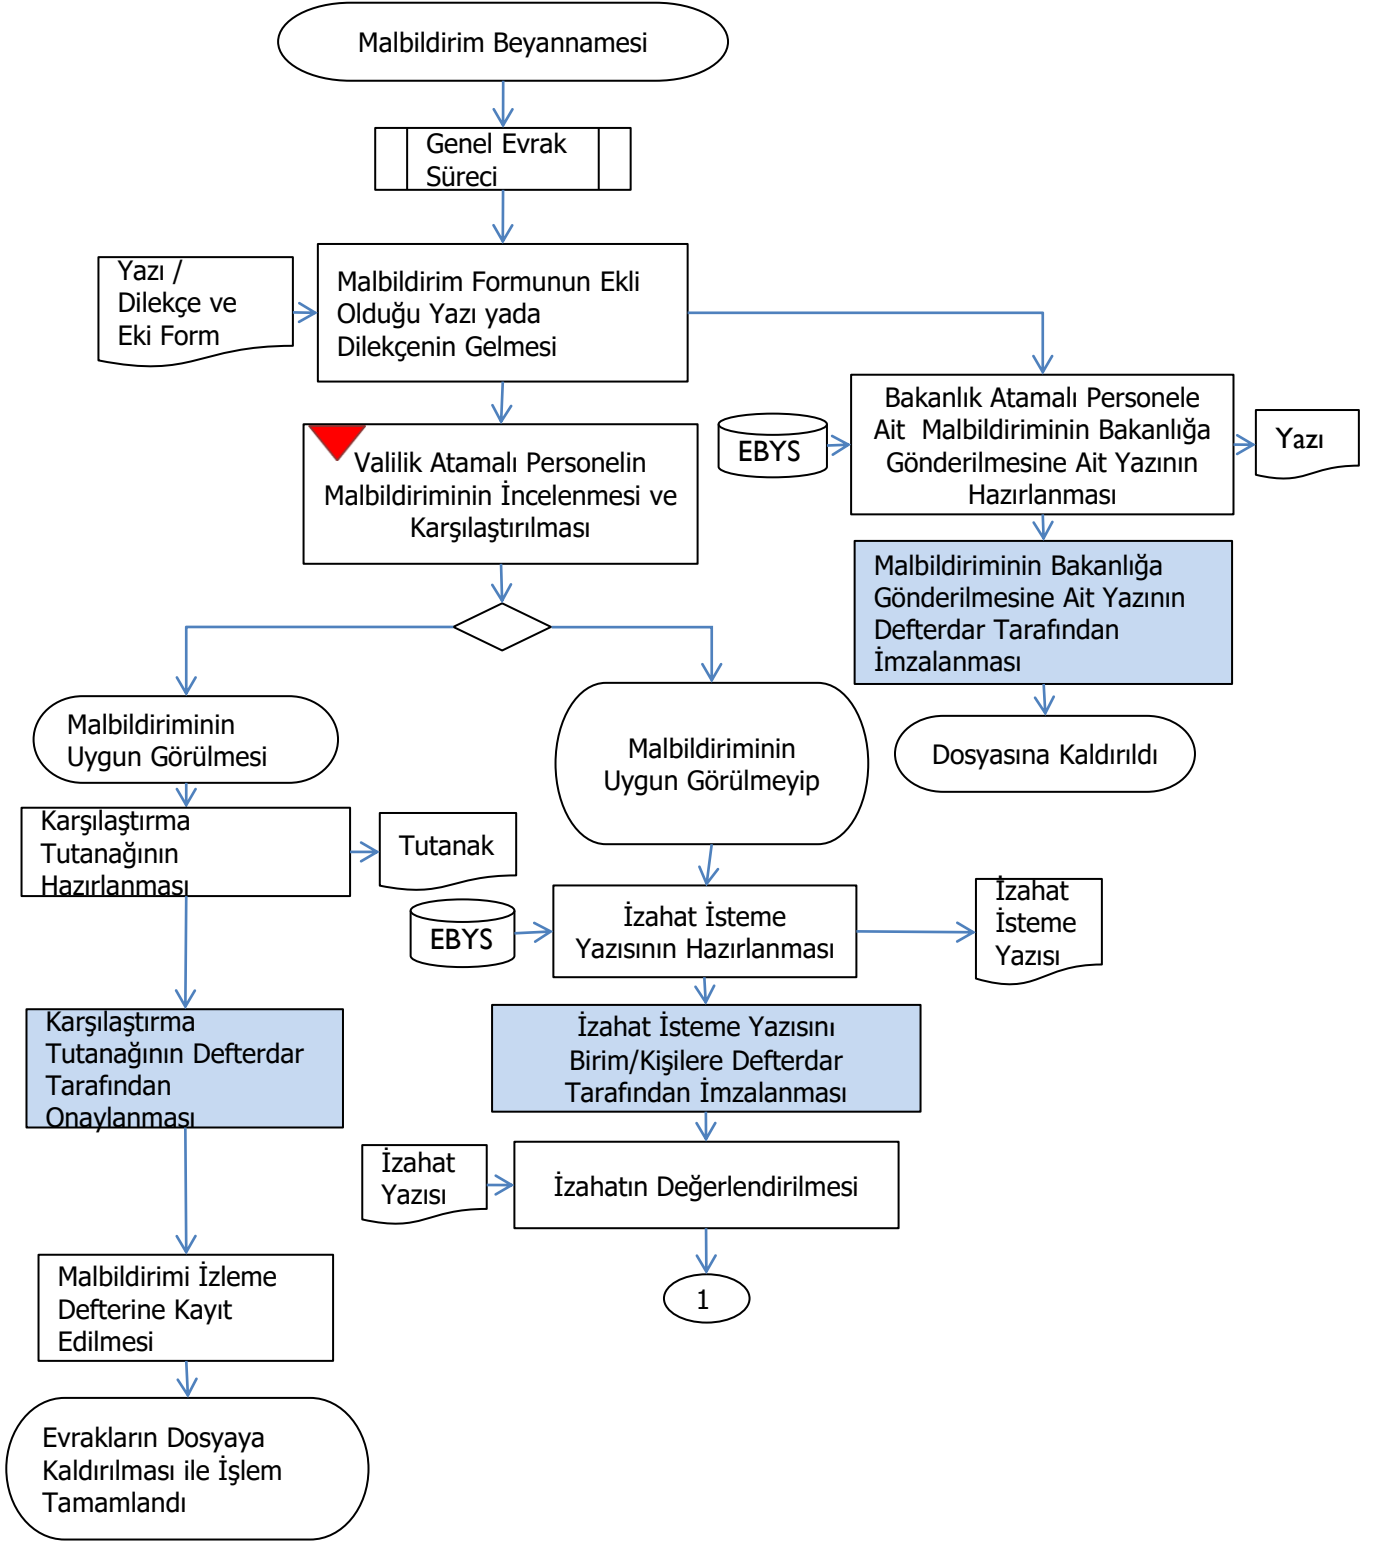 Malbildirim Beyannamesi
Genel Evrak
Süreci
Yazı /
Dilekçe ve
Eki Form
Malbildirim Formunun Ekli
Olduğu Yazı yada
Dilekçenin Gelmesi
Valilik Atamalı Personelin
Malbildiriminin İncelenmesi ve
Karşılaştırılması
EBYS
Bakanlık Atamalı Personele
Ait Malbildiriminin Bakanlığa
Gönderilmesine Ait Yazının
Hazırlanması
Yazı
Malbildiriminin Bakanlığa
Gönderilmesine Ait Yazının
Defterdar Tarafından
İmzalanması
Dosyasına Kaldırıldı
Malbildiriminin
Uygun Görülmesi
Malbildiriminin
Uygun Görülmeyip
Karşılaştırma
Tutanağının
Hazırlanması
Tutanak
EBYS
İzahat İsteme
Yazısının Hazırlanması
İzahat
İsteme
Yazısı
Karşılaştırma
Tutanağının Defterdar
Tarafından
Onaylanması
İzahat İsteme Yazısını
Birim/Kişilere Defterdar
Tarafından İmzalanması
İzahat
Yazısı
İzahatın Değerlendirilmesi
1
Malbildirimi İzleme
Defterine Kayıt
Edilmesi
Evrakların Dosyaya
Kaldırılması ile İşlem
Tamamlandı